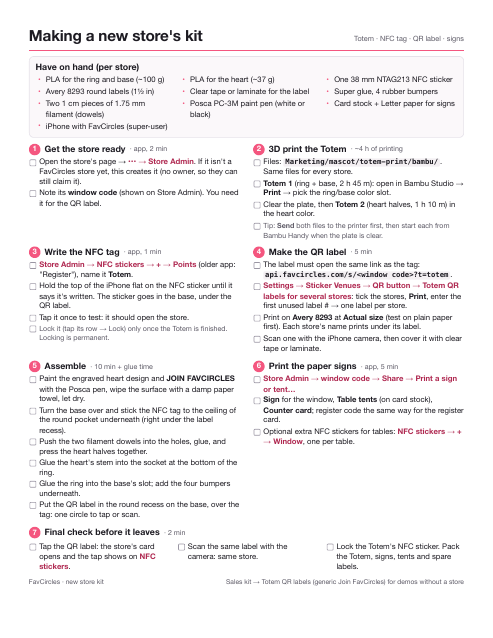 Making a new store's kit
Totem · NFC tag · QR label · signs
Have on hand (per store)
· PLA for the ring and base (~100 g)
· Avery 8293 round labels (1½ in)
· Two 1 cm pieces of 1.75 mm
filament (dowels)
· iPhone with FavCircles (super-user)
· PLA for the heart (~37 g)
· Clear tape or laminate for the label
· Posca PC-3M paint pen (white or
black)
· One 38 mm NTAG213 NFC sticker
· Super glue, 4 rubber bumpers
· Card stock + Letter paper for signs
1 Get the store ready · app, 2 min
Open the store's page → ··· → Store Admin. If it isn't a
FavCircles store yet, this creates it (no owner, so they can
still claim it).
Note its window code (shown on Store Admin). You need
it for the QR label.
2 3D print the Totem · ~4 h of printing
Files: Marketing/mascot/totem-print/bambu/ .
Same files for every store.
Totem 1 (ring + base, 2 h 45 m): open in Bambu Studio →
Print → pick the ring/base color slot.
Clear the plate, then Totem 2 (heart halves, 1 h 10 m) in
the heart color.
Tip: Send both files to the printer first, then start each from
Bambu Handy when the plate is clear.
3 Write the NFC tag · app, 1 min
Store Admin → NFC stickers → + → Points (older app:
"Register"), name it Totem.
Hold the top of the iPhone flat on the NFC sticker until it
says it's written. The sticker goes in the base, under the
QR label.
Tap it once to test: it should open the store.
Lock it (tap its row → Lock) only once the Totem is finished.
Locking is permanent.
4 Make the QR label · 5 min
The label must open the same link as the tag:
api.favcircles.com/s/<window code>?t=totem .
Settings → Sticker Venues → QR button → Totem QR
labels for several stores: tick the stores, Print, enter the
first unused label # → one label per store.
Print on Avery 8293 at Actual size (test on plain paper
first). Each store's name prints under its label.
Scan one with the iPhone camera, then cover it with clear
tape or laminate.
5 Assemble · 10 min + glue time
Paint the engraved heart design and JOIN FAVCIRCLES
with the Posca pen, wipe the surface with a damp paper
towel, let dry.
Turn the base over and stick the NFC tag to the ceiling of
the round pocket underneath (right under the label
recess).
Push the two filament dowels into the holes, glue, and
press the heart halves together.
Glue the heart's stem into the socket at the bottom of the
ring.
Glue the ring into the base's slot; add the four bumpers
underneath.
Put the QR label in the round recess on the base, over the
tag: one circle to tap or scan.
6 Print the paper signs · app, 5 min
Store Admin → window code → Share → Print a sign
or tent...
Sign for the window, Table tents (on card stock),
Counter card; register code the same way for the register
card.
Optional extra NFC stickers for tables: NFC stickers → +
→ Window, one per table.
7 Final check before it leaves · 2 min
Tap the QR label: the store's card
opens and the tap shows on NFC
stickers.
Scan the same label with the
camera: same store.
Lock the Totem's NFC sticker. Pack
the Totem, signs, tents and spare
labels.
FavCircles · new store kit
Sales kit → Totem QR labels (generic Join FavCircles) for demos without a store